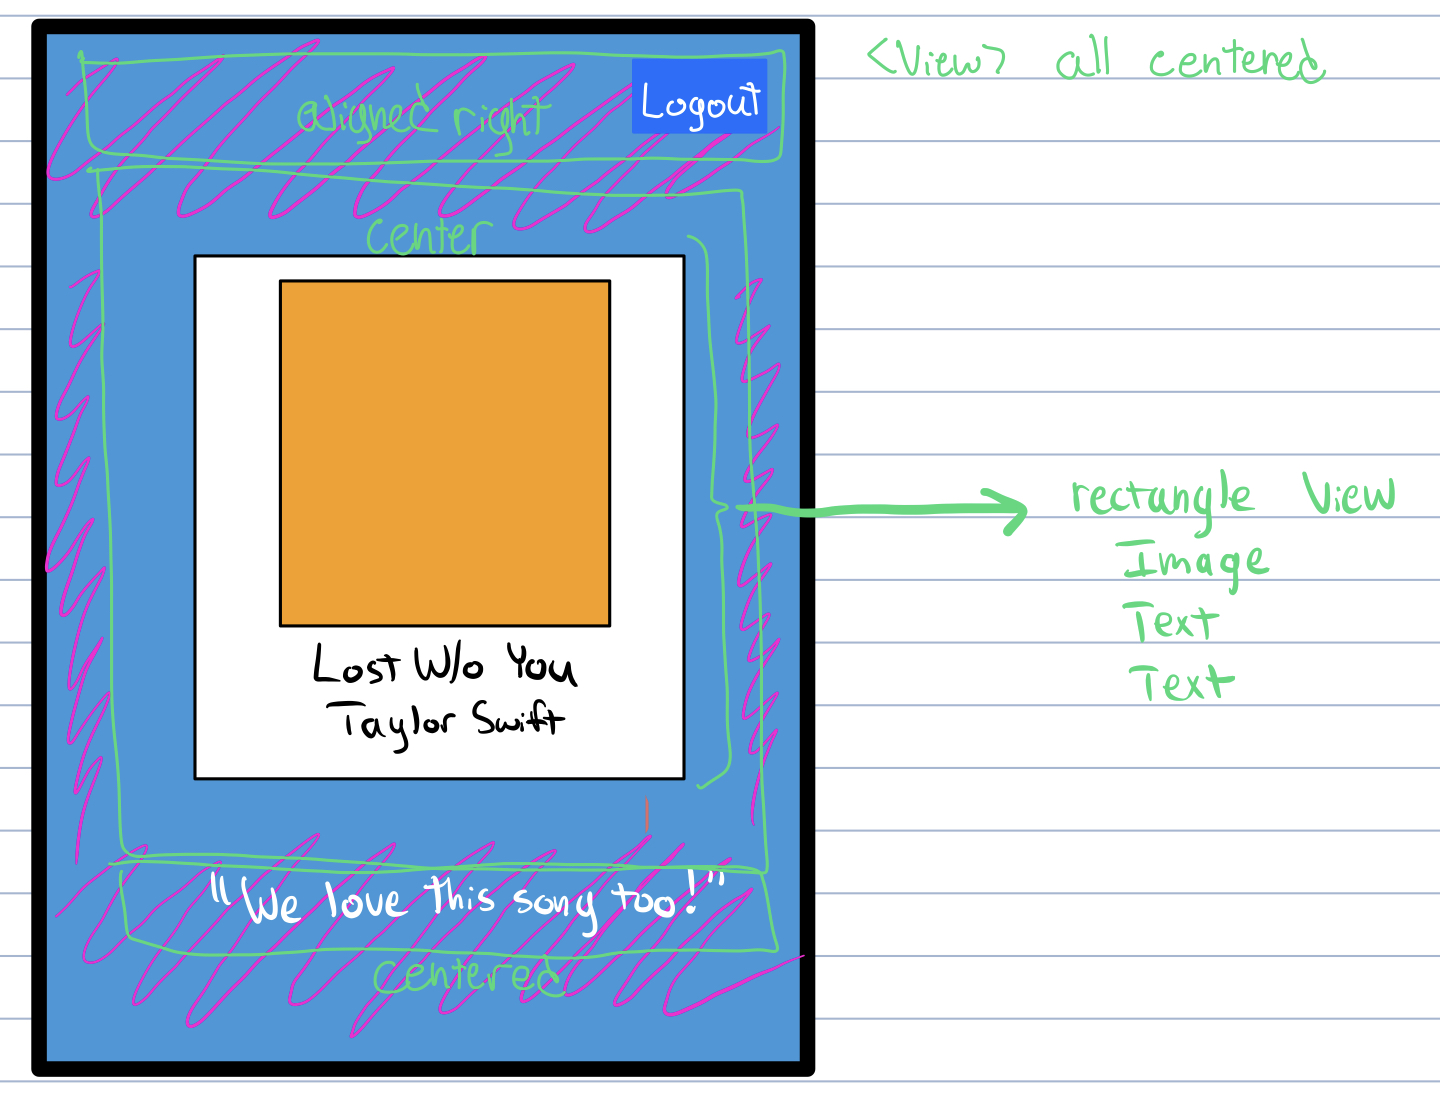 <View> all centered
Logout
aligned right
center
rectangle View
Image
Text
Text
Lost W/o You
Taylor Swift
"We love this song too!"
Centered